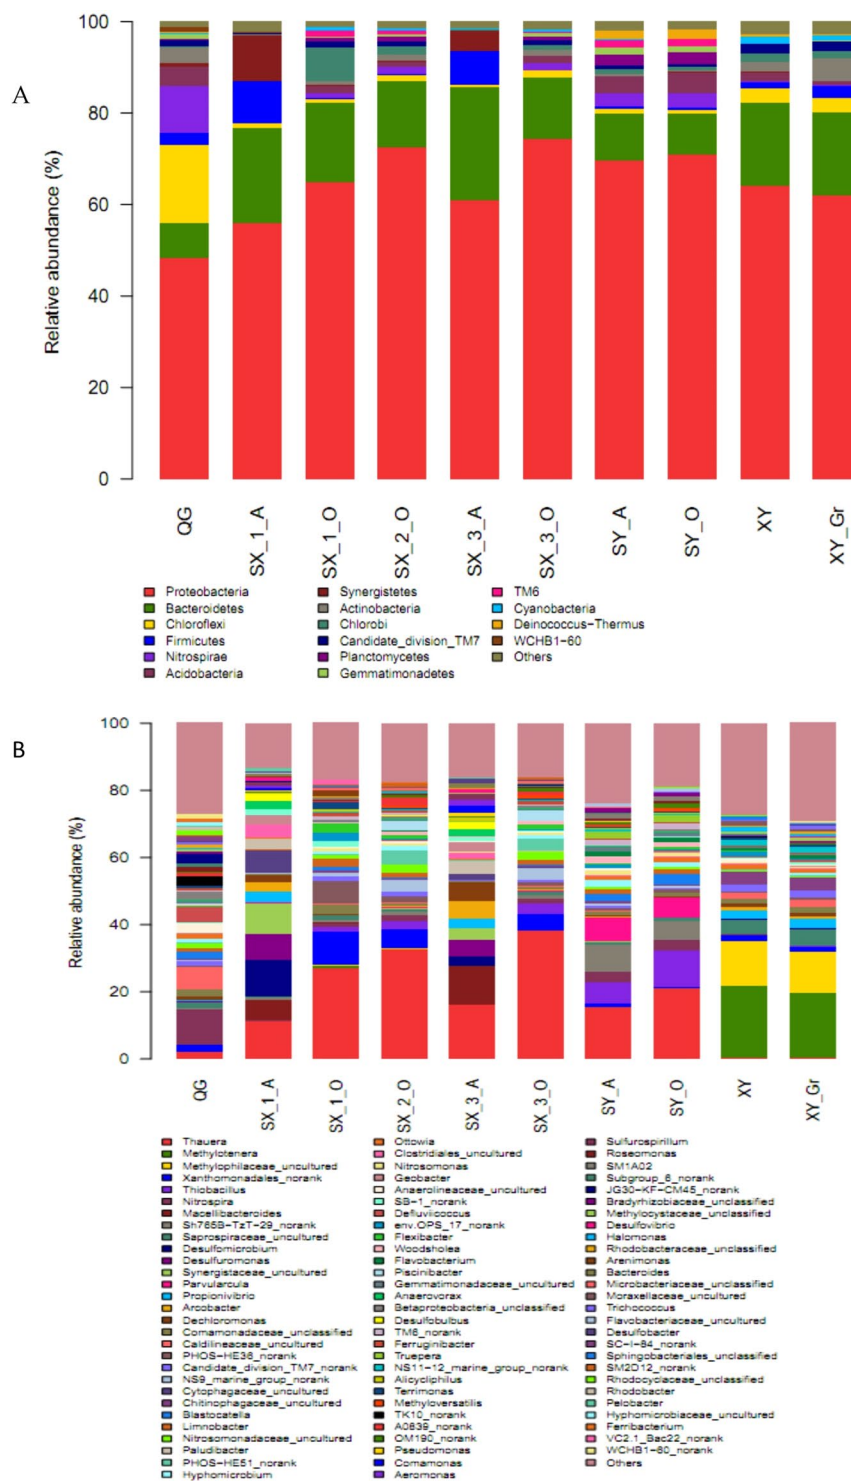 A
Relative abundance (%)
100
80
60
40
20
0
QG
SX_1_A
SX_1_O
SX_2_O
SX_3_A
SX_3_O
SY_A
SY_O
XY
XY_Gr
Proteobacteria
Bacteroidetes
Chloroflexi
Firmicutes
Nitrospirae
Acidobacteria
Synergistetes
Actinobacteria
Chlorobi
Candidate_division_TM7
Planctomycetes
Gemmatimonadetes
TM6
Cyanobacteria
Deinococcus-Thermus
WCHB1-60
Others
B
Relative abundance (%)
100
80
60
40
20
0
QG
SX_1_A
SX_1_O
SX_2_O
SX_3_A
SX_3_O
SY_A
SY_O
XY
XY_Gr
Thauera
Methylotenera
Methylophilaceae_uncultured
Xanthomonadales_norank
Thiobacillus
Nitrospira
Macellibacteroides
Sh765B-TzT-29_norank
Saprospiraceae_uncultured
Desulfomicrobium
Desulfuromonas
Synergistaceae_uncultured
Parvularcula
Propionivibrio
Arcobacter
Dechloromonas
Comamonadaceae_unclassified
Caldilineaceae_uncultured
PHOS-HE36_norank
Candidate_division_TM7_norank
NS9_marine_group_norank
Cytophagaceae_uncultured
Chitinophagaceae_uncultured
Blastocatella
Limnobacter
Nitrosomonadaceae_uncultured
Paludibacter
PHOS-HE51_norank
Hyphomicrobium
Ottowia
Clostridiales_uncultured
Nitrosomonas
Geobacter
Anaerolineaceae_uncultured
SB-1_norank
Defluviicoccus
env.OPS_17_norank
Flexibacter
Woodsholea
Flavobacterium
Piscinibacter
Gemmatimonadaceae_uncultured
Anaerovorax
Betaproteobacteria_unclassified
Desulfobulbus
TM6_norank
Ferruginibacter
Truepera
NS11-12_marine_group_norank
Alicycliphilus
Terrimonas
Methyloversatilis
TK10_norank
A0839_norank
OM190_norank
Pseudomonas
Comamonas
Aeromonas
Sulfurospirillum
Roseomonas
SM1A02
Subgroup_6_norank
JG30-KF-CM45_norank
Bradyrhizobiaceae_unclassified
Methylocystaceae_unclassified
Desulfovibrio
Halomonas
Rhodobacteraceae_unclassified
Arenimonas
Bacteroides
Microbacteriaceae_unclassified
Moraxellaceae_uncultured
Trichococcus
Flavobacteriaceae_uncultured
Desulfobacter
SC-I-84_norank
Sphingobacteriales_unclassified
SM2D12_norank
Rhodocyclaceae_unclassified
Rhodobacter
Pelobacter
Hyphomicrobiaceae_uncultured
Ferribacterium
VC2.1_Bac22_norank
WCHB1-60_norank
Others